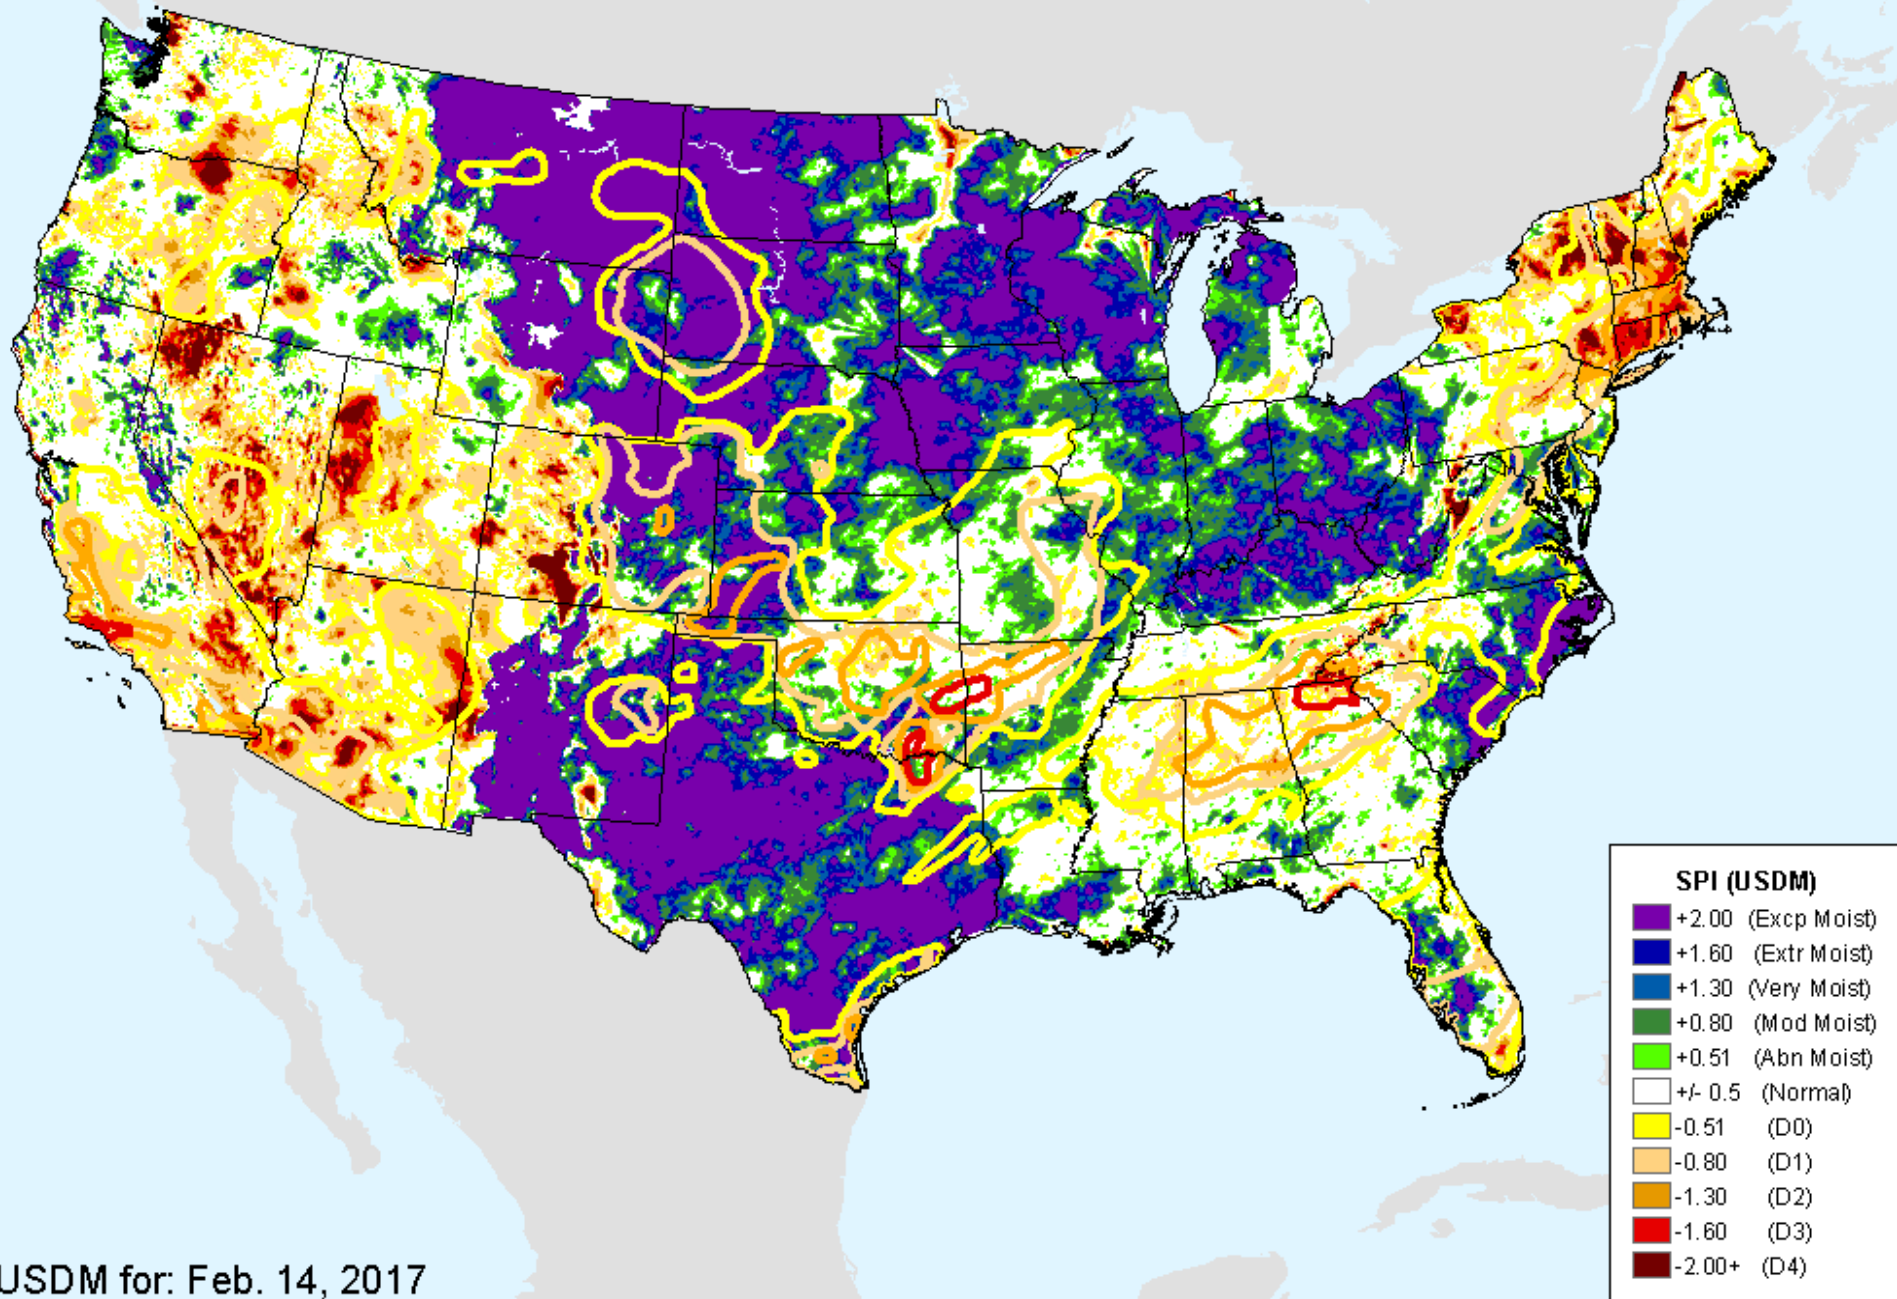 SPI (USDM)
+2.00 (Excp Moist)
+1.60 (Extr Moist)
+1.30 (Very Moist)
+0.80 (Mod Moist)
+0.51 (Abn Moist)
+/- 0.5 (Normal)
-0.51 (D0)
-0.80 (D1)
-1.30 (D2)
-1.60 (D3)
-2.00+ (D4)
USDM for: Feb. 14, 2017